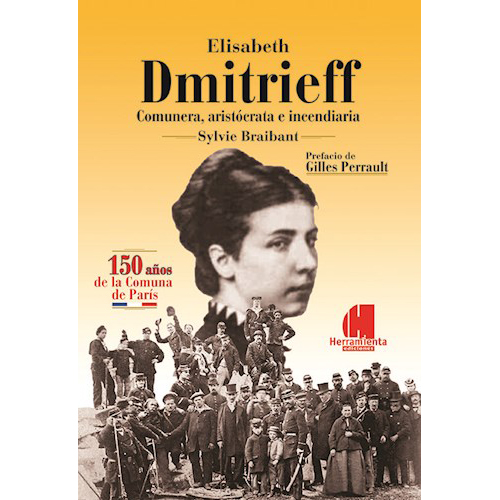 Elisabeth
Dmitrieff
Comunera, aristócrata e incendiaria
Sylvie Braibant
Prefacio de
Gilles Perrault
150 años
de la Comuna
de París
Herramienta
ediciones